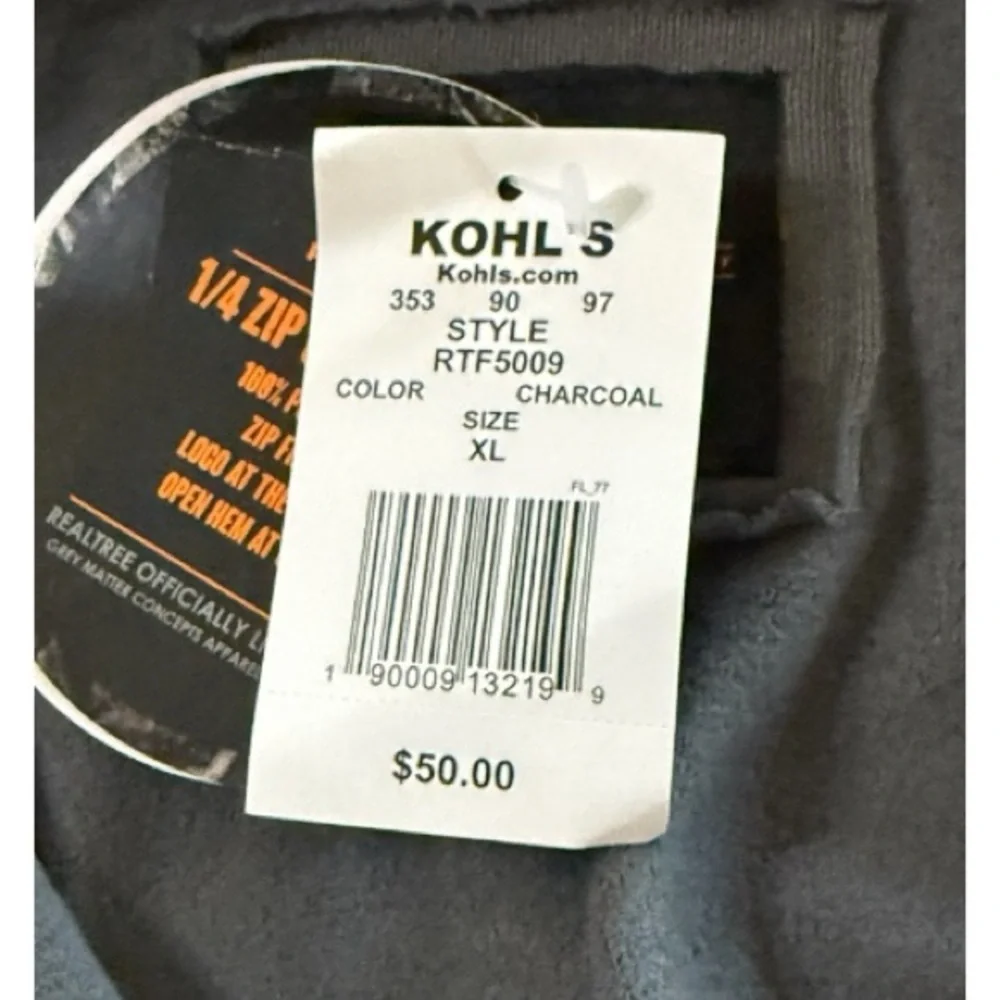 KOHL'S
Kohls.com
353 90 97
STYLE
RTF5009
COLOR CHARCOAL
SIZE
XL
FL_77
1 90009 13219 9
$50.00
1/4 ZIP
100%
ZIP
LOGO AT THE
OPEN HEM AT
REALTREE OFFICIALLY
GREY MATTER CONCEPTS APPAREL